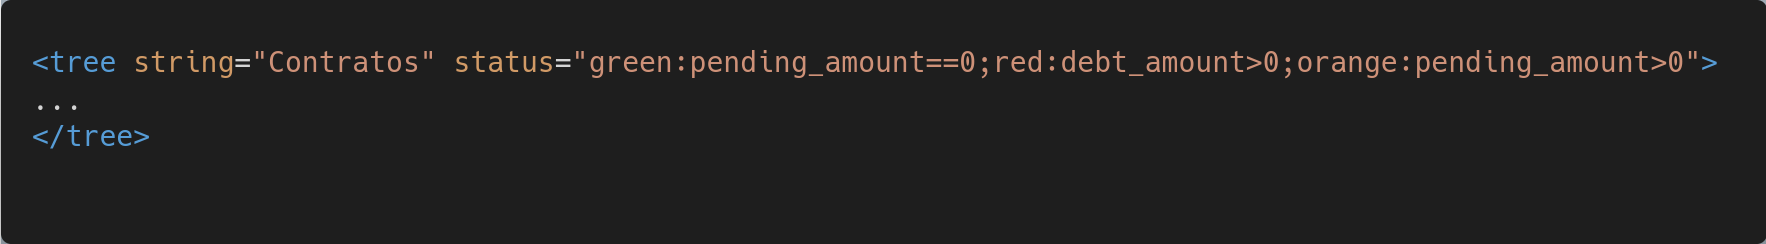 <tree string="Contratos" status="green:pending_amount==0;red:debt_amount>0;orange:pending_amount>0">
...
</tree>